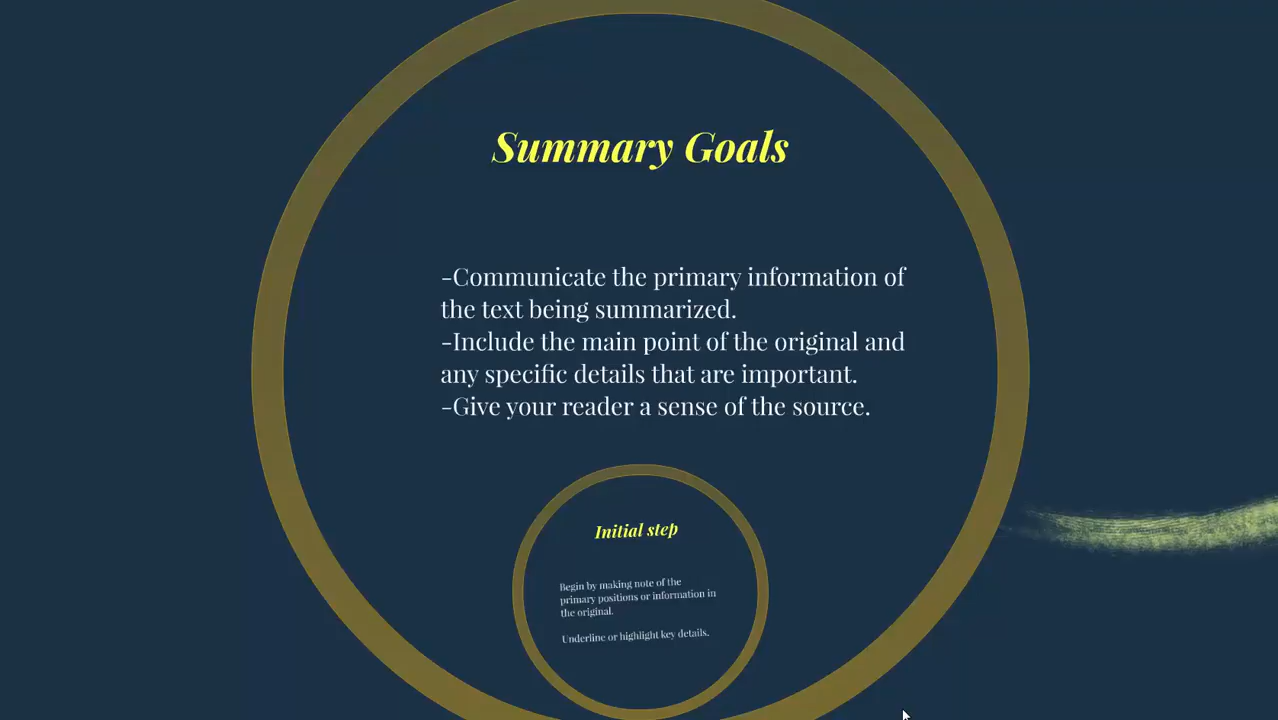 Summary Goals
-Communicate the primary information of
the text being summarized.
-Include the main point of the original and
any specific details that are important.
-Give your reader a sense of the source.
Initial step
Begin by making note of the
primary positions or information in
the original.
Underline or highlight key details.